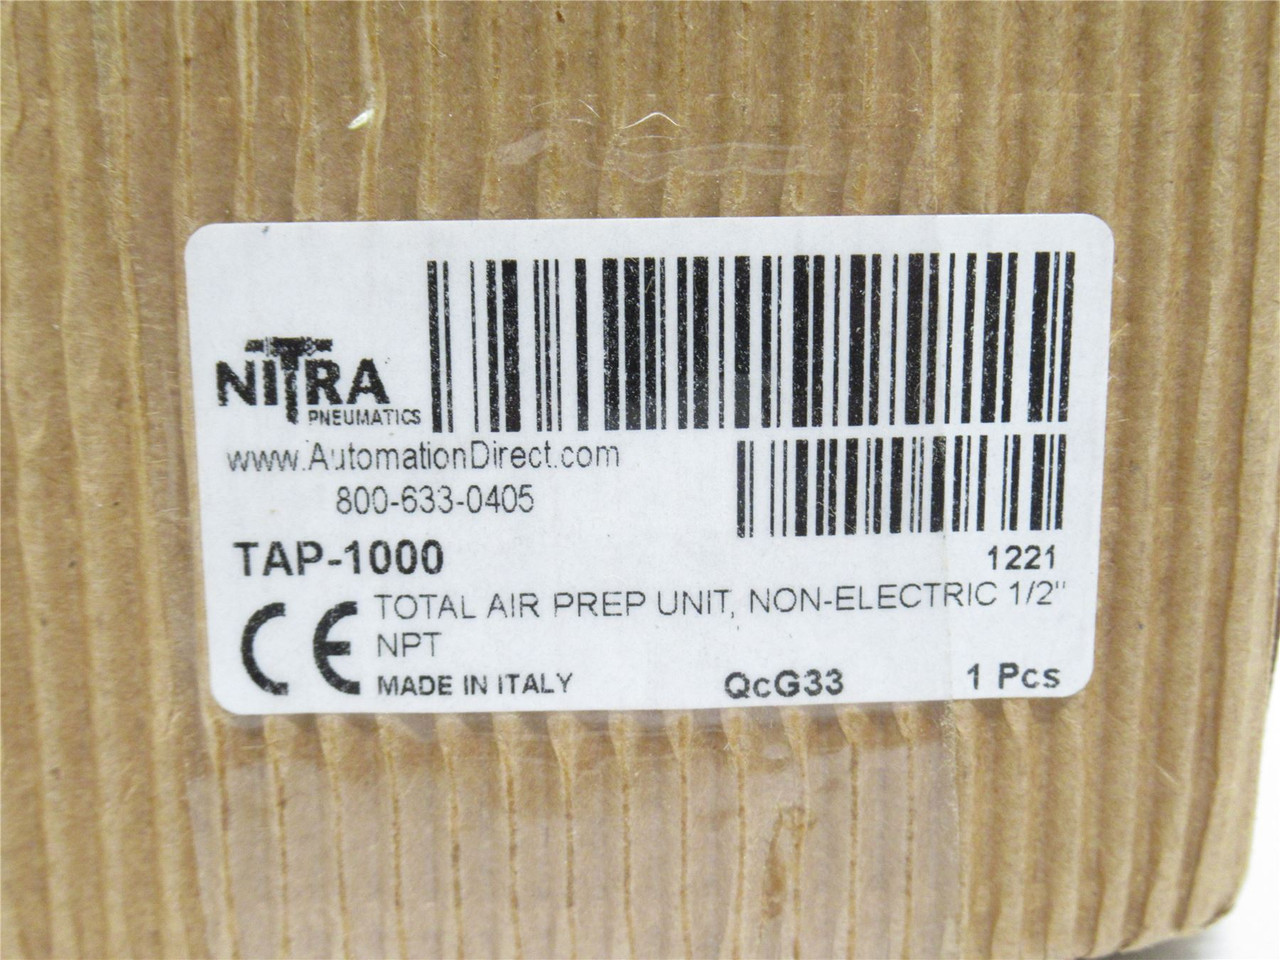 NITRA
PNEUMATICS
www.AutomationDirect.com
800-633-0405
TAP-1000
1221
TOTAL AIR PREP UNIT, NON-ELECTRIC 1/2"
NPT
CE
MADE IN ITALY QcG33 1 Pcs